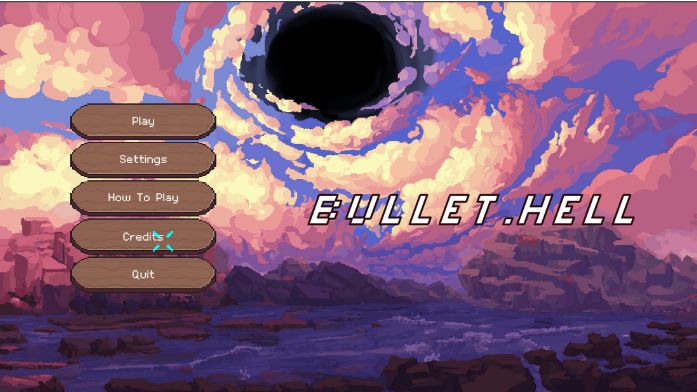 Play
Settings
How To Play
Credits
Quit
BULLET.HELL